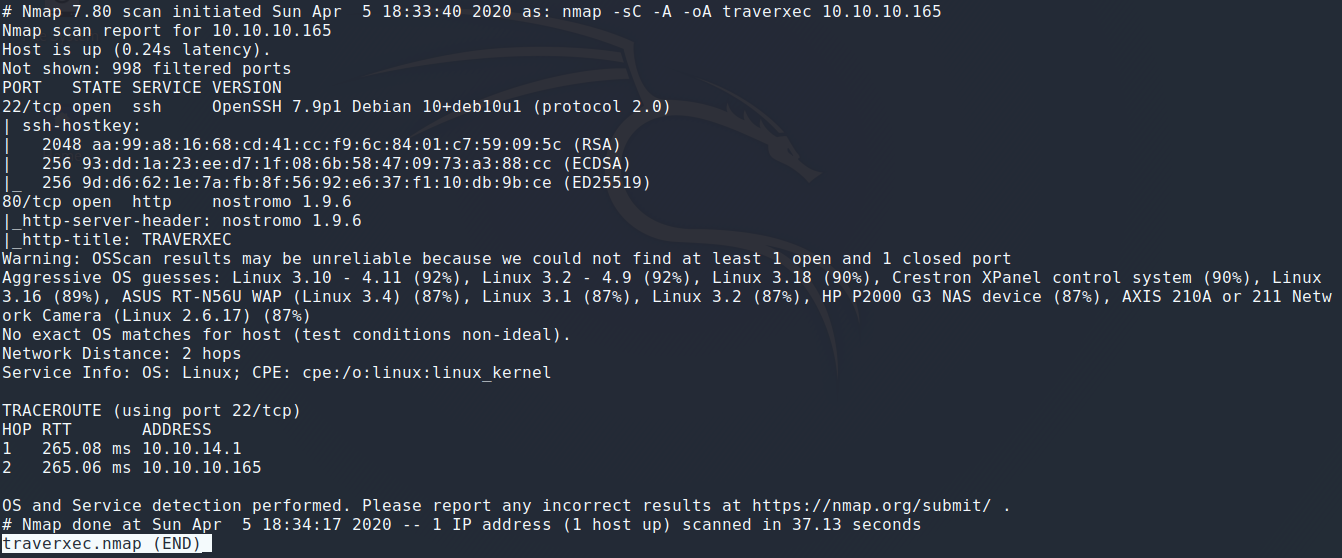 # Nmap 7.80 scan initiated Sun Apr  5 18:33:40 2020 as: nmap -sC -A -oA traverxec 10.10.10.165
Nmap scan report for 10.10.10.165
Host is up (0.24s latency).
Not shown: 998 filtered ports
PORT   STATE SERVICE VERSION
22/tcp open  ssh     OpenSSH 7.9p1 Debian 10+deb10u1 (protocol 2.0)
| ssh-hostkey:
|   2048 aa:99:a8:16:68:cd:41:cc:f9:6c:84:01:c7:59:09:5c (RSA)
|   256 93:dd:1a:23:ee:d7:1f:08:6b:58:47:09:73:a3:88:cc (ECDSA)
|_  256 9d:d6:62:1e:7a:fb:8f:56:92:e6:37:f1:10:db:9b:ce (ED25519)
80/tcp open  http    nostromo 1.9.6
|_http-server-header: nostromo 1.9.6
|_http-title: TRAVERXEC
Warning: OSScan results may be unreliable because we could not find at least 1 open and 1 closed port
Aggressive OS guesses: Linux 3.10 - 4.11 (92%), Linux 3.2 - 4.9 (92%), Linux 3.18 (90%), Crestron XPanel control system (90%), Linux
3.16 (89%), ASUS RT-N56U WAP (Linux 3.4) (87%), Linux 3.1 (87%), Linux 3.2 (87%), HP P2000 G3 NAS device (87%), AXIS 210A or 211 Netw
ork Camera (Linux 2.6.17) (87%)
No exact OS matches for host (test conditions non-ideal).
Network Distance: 2 hops
Service Info: OS: Linux; CPE: cpe:/o:linux:linux_kernel

TRACEROUTE (using port 22/tcp)
HOP RTT       ADDRESS
1   265.08 ms 10.10.14.1
2   265.06 ms 10.10.10.165

OS and Service detection performed. Please report any incorrect results at https://nmap.org/submit/ .
# Nmap done at Sun Apr  5 18:34:17 2020 -- 1 IP address (1 host up) scanned in 37.13 seconds
traverxec.nmap (END)